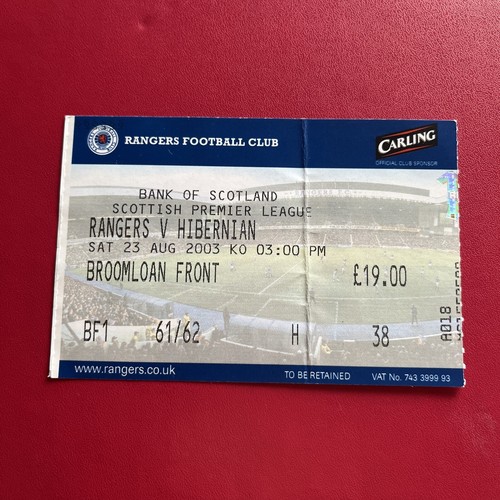 RANGERS FOOTBALL CLUB
CARLING
OFFICIAL CLUB SPONSOR
BANK OF SCOTLAND
SCOTTISH PREMIER LEAGUE
RANGERS V HIBERNIAN
SAT 23 AUG 2003 KO 03:00 PM
BROOMLOAN FRONT £19.00
BF1 61/62 H 38
A018
www.rangers.co.uk TO BE RETAINED VAT No. 743 3999 93